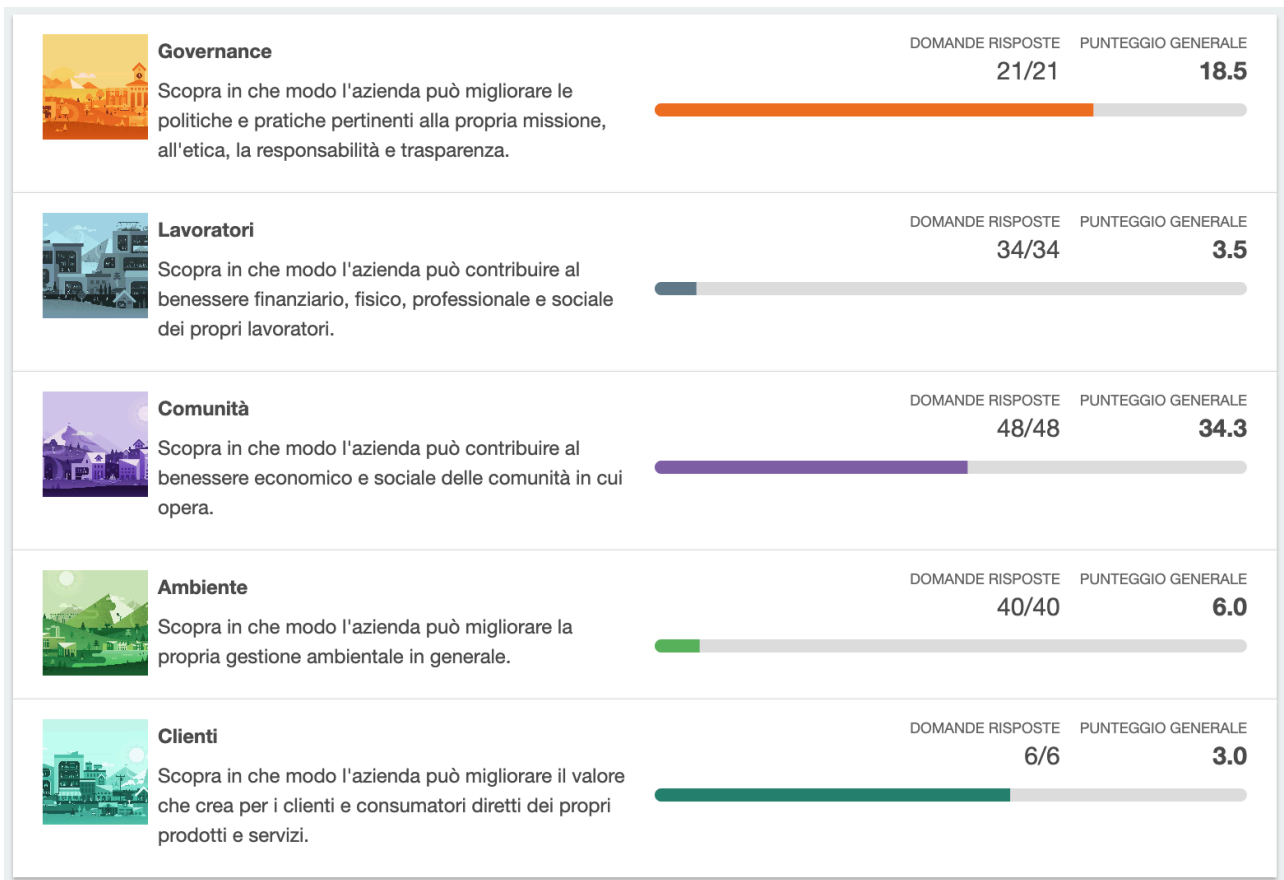 Governance
DOMANDE RISPOSTE PUNTEGGIO GENERALE
21/21 18.5
Scopra in che modo l'azienda può migliorare le
politiche e pratiche pertinenti alla propria missione,
all'etica, la responsabilità e trasparenza.
Lavoratori
DOMANDE RISPOSTE PUNTEGGIO GENERALE
34/34 3.5
Scopra in che modo l'azienda può contribuire al
benessere finanziario, fisico, professionale e sociale
dei propri lavoratori.
Comunità
DOMANDE RISPOSTE PUNTEGGIO GENERALE
48/48 34.3
Scopra in che modo l'azienda può contribuire al
benessere economico e sociale delle comunità in cui
opera.
Ambiente
DOMANDE RISPOSTE PUNTEGGIO GENERALE
40/40 6.0
Scopra in che modo l'azienda può migliorare la
propria gestione ambientale in generale.
Clienti
DOMANDE RISPOSTE PUNTEGGIO GENERALE
6/6 3.0
Scopra in che modo l'azienda può migliorare il valore
che crea per i clienti e consumatori diretti dei propri
prodotti e servizi.